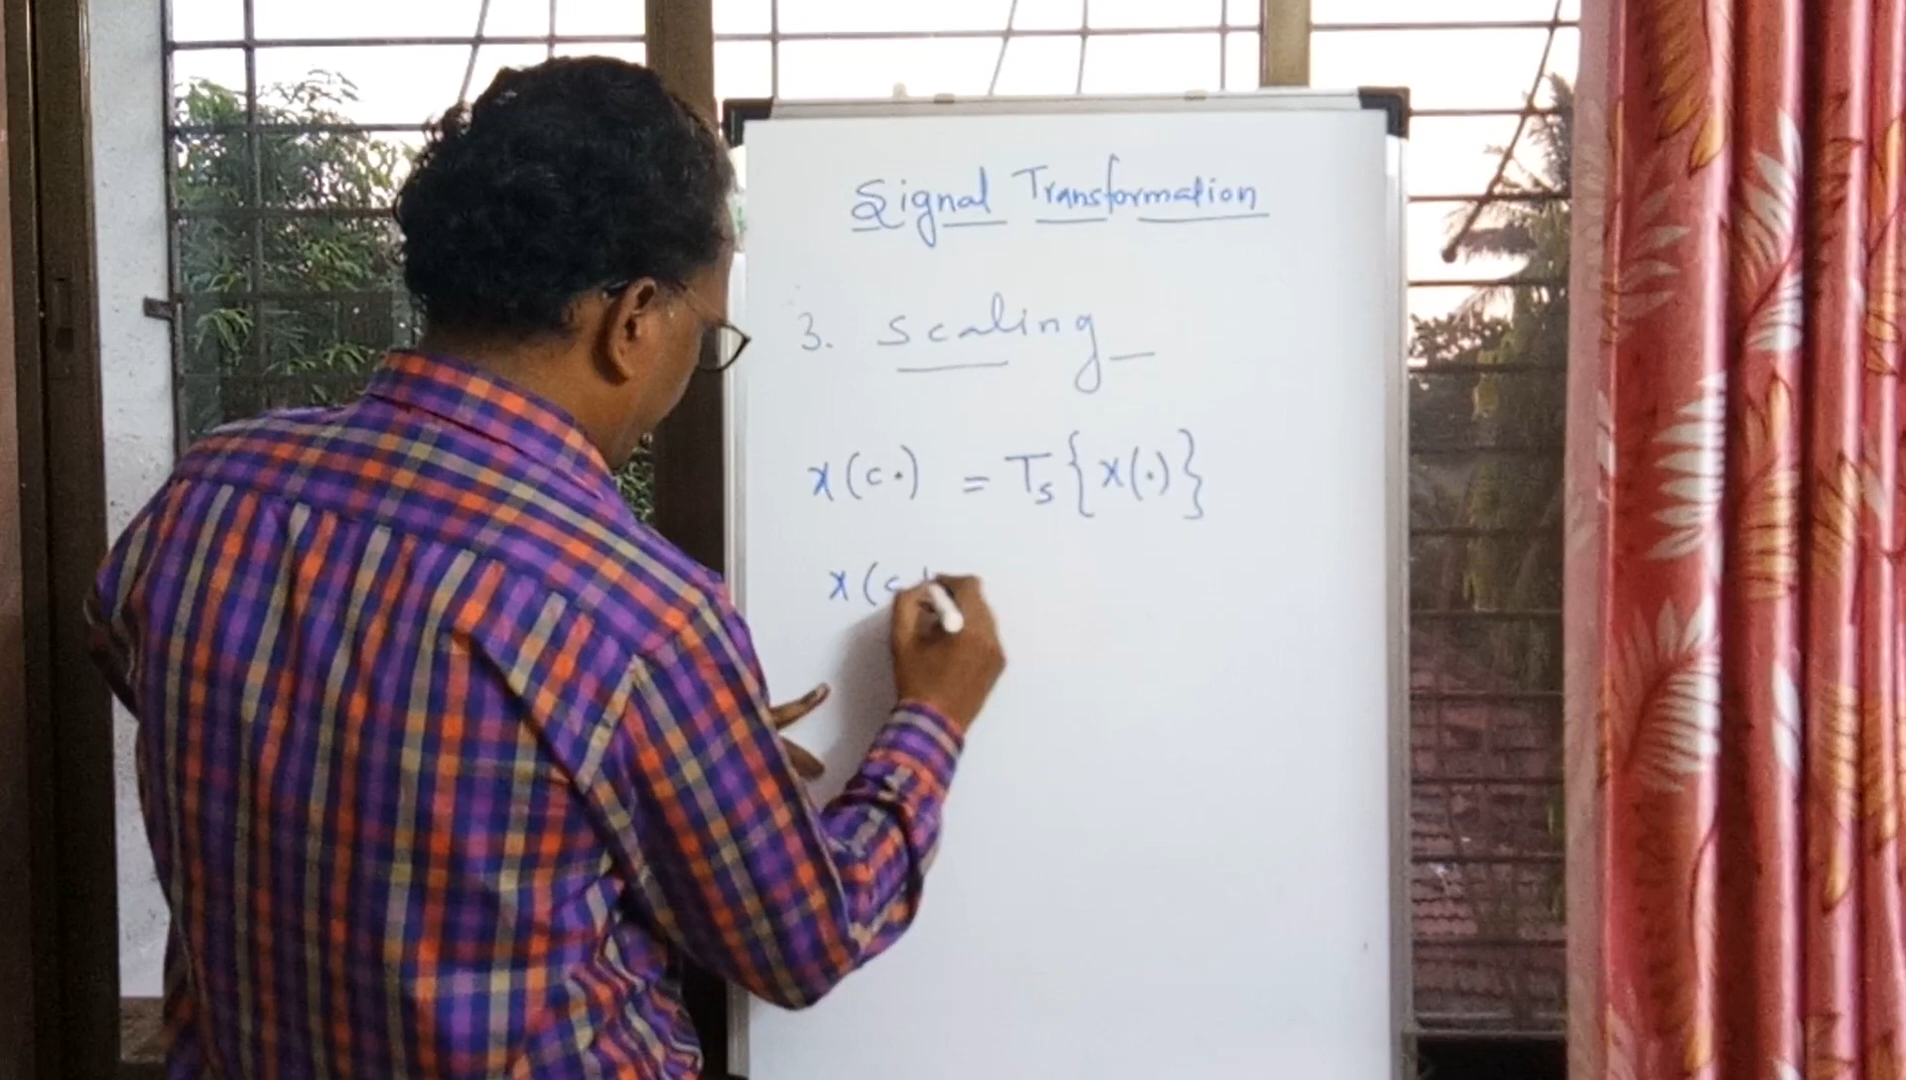 Signal Transformation
3. Scaling
x(c.) = Ts{x(.)}
x(c